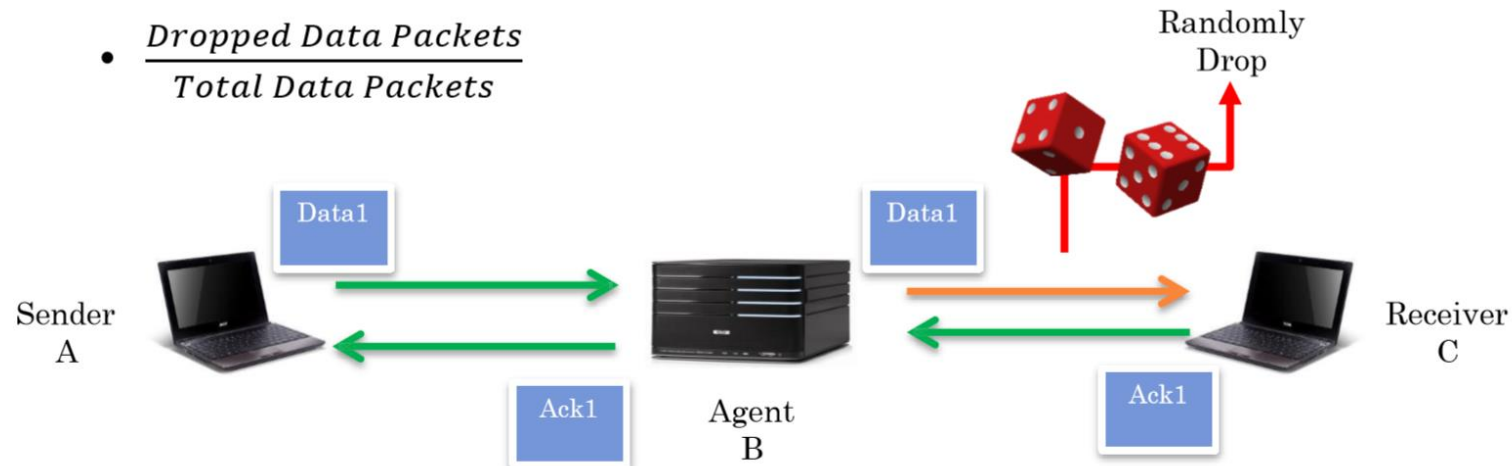 • Dropped Data Packets
Total Data Packets
Randomly
Drop
Data1
Data1
Sender
A
Receiver
C
Ack1
Agent
B
Ack1